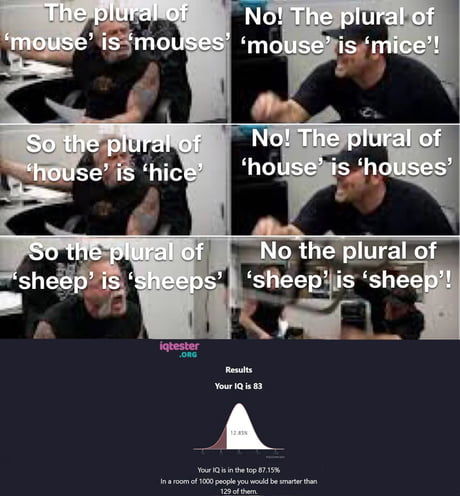 The plural of
‘mouse’ is ‘mouses’
No! The plural of
‘mouse’ is ‘mice’!
So the plural of
‘house’ is ‘hice’
No! The plural of
‘house’ is ‘houses’
So the plural of
‘sheep’ is ‘sheeps’
No the plural of
‘sheep’ is ‘sheep’!
iqtester
.ORG
Results
Your IQ is 83
12.85%
Your IQ is in the top 87.15%
In a room of 1000 people you would be smarter than
129 of them.